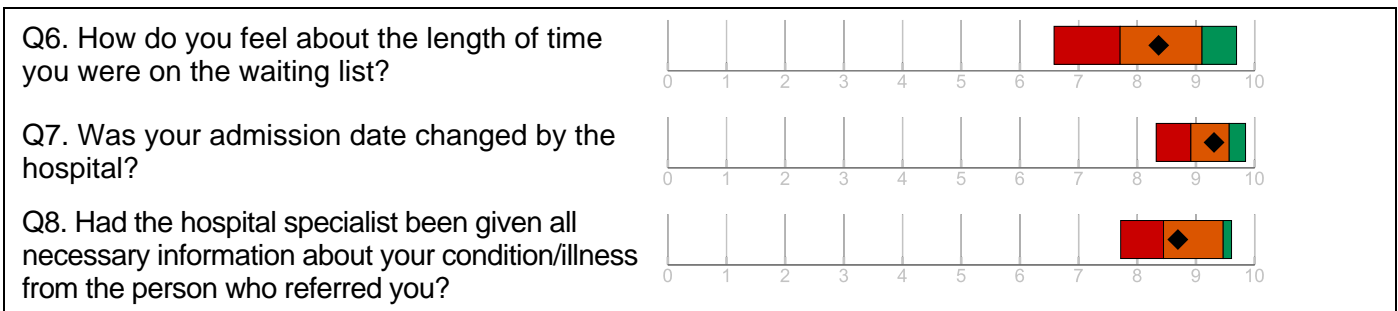 Q6. How do you feel about the length of time
you were on the waiting list?
0 1 2 3 4 5 6 7 8 9 10
Q7. Was your admission date changed by the
hospital?
0 1 2 3 4 5 6 7 8 9 10
Q8. Had the hospital specialist been given all
necessary information about your condition/illness
from the person who referred you?
0 1 2 3 4 5 6 7 8 9 10